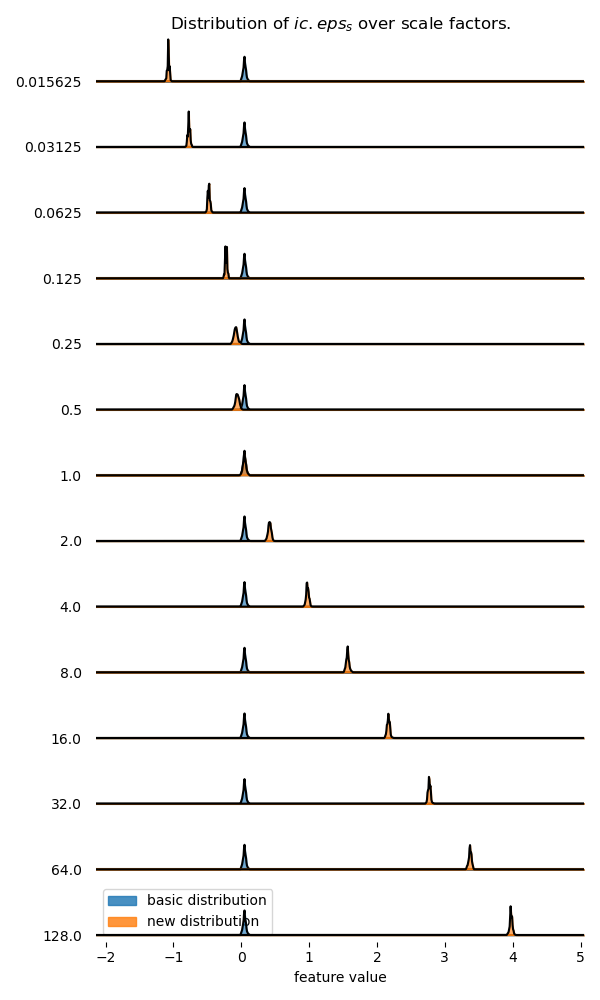 Distribution of ic.eps_s over scale factors.
0.015625
0.03125
0.0625
0.125
0.25
0.5
1.0
2.0
4.0
8.0
16.0
32.0
64.0
basic distribution
new distribution
128.0
−2 −1 0 1 2 3 4 5
feature value